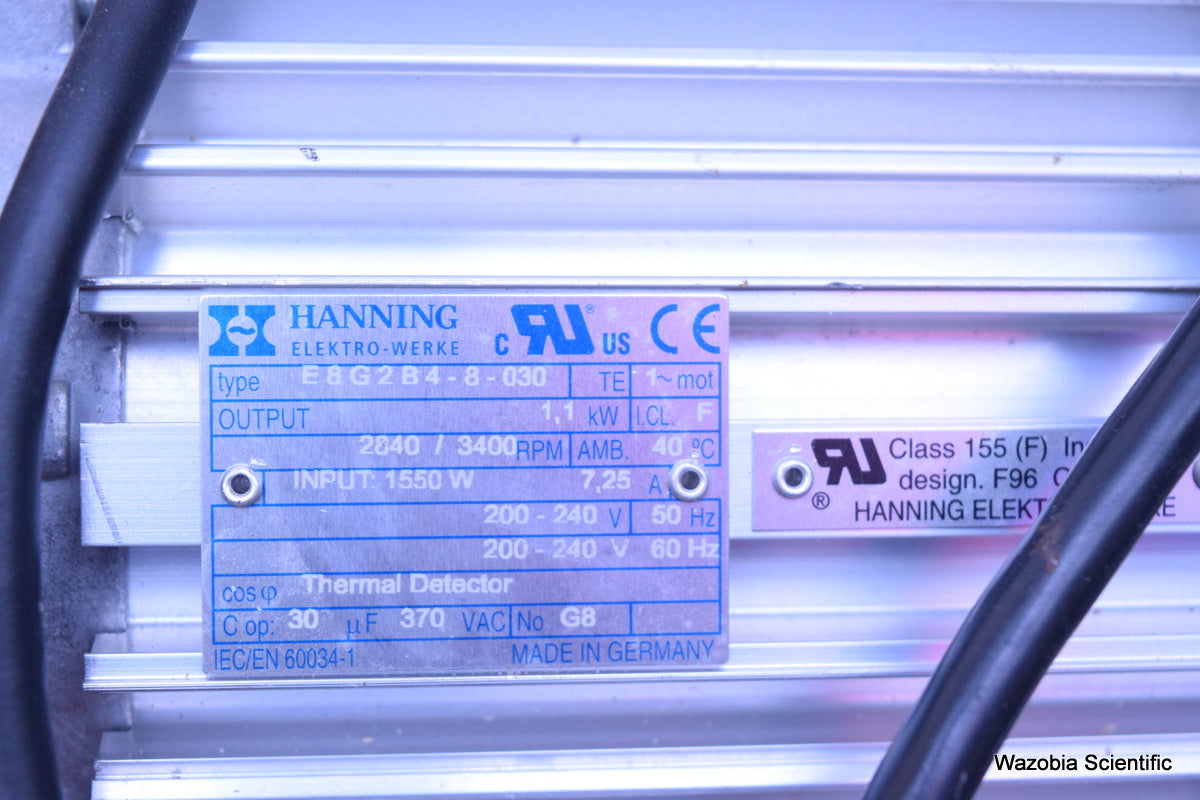 HANNING
ELEKTRO-WERKE
C RU ® US CE
type E8G2B4-8-030 TE 1~mot
OUTPUT 1,1 kW I.CL. F
2840 / 3400 RPM AMB. 40 °C
INPUT: 1550 W 7,25 A
200 - 240 V 50 Hz
200 - 240 V 60 Hz
cos φ Thermal Detector
C op: 30 µF 370 VAC No G8
IEC/EN 60034-1 MADE IN GERMANY
RU ® Class 155 (F)
design. F96
HANNING
Wazobia Scientific